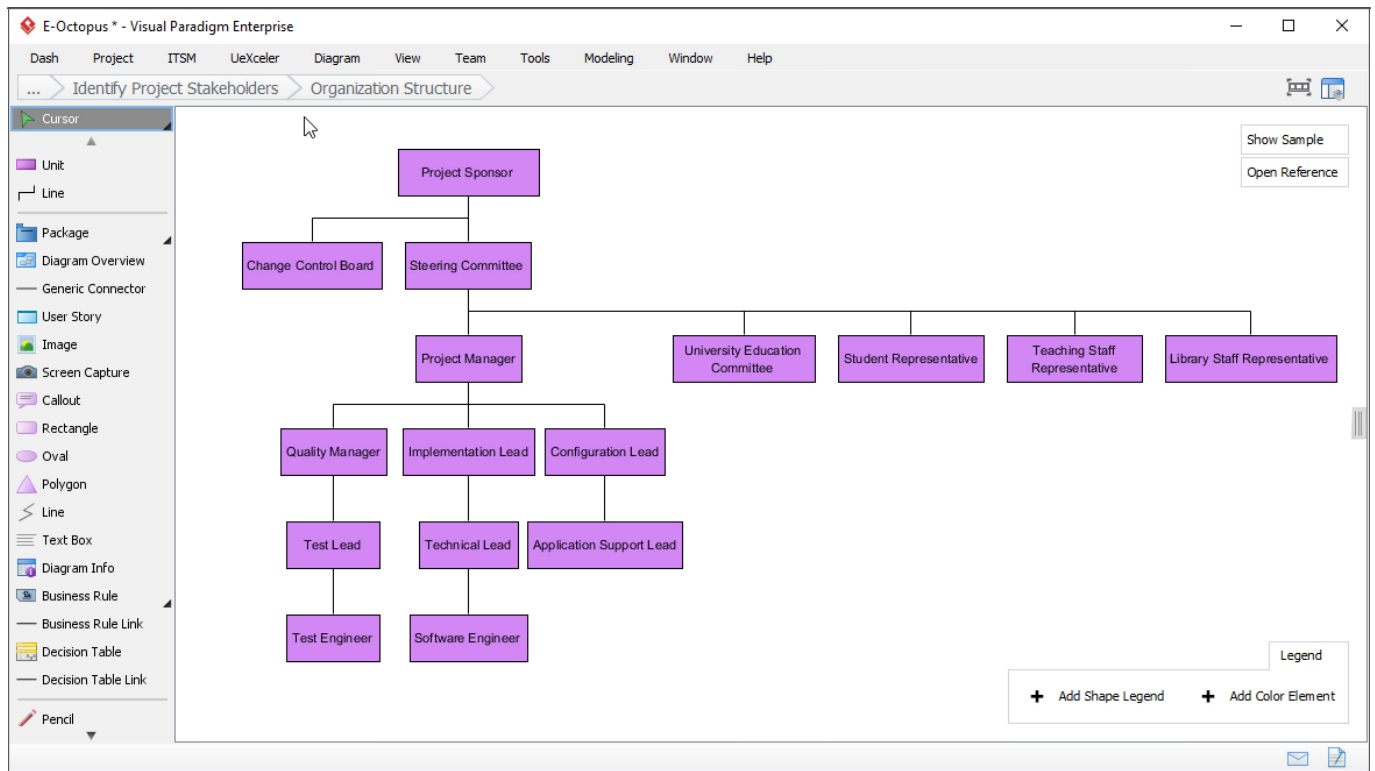 E-Octopus * - Visual Paradigm Enterprise
Dash Project ITSM UeXceler Diagram View Team Tools Modeling Window Help
... Identify Project Stakeholders Organization Structure
Cursor
Unit
Line
Package
Diagram Overview
Generic Connector
User Story
Image
Screen Capture
Callout
Rectangle
Oval
Polygon
Line
Text Box
Diagram Info
Business Rule
Business Rule Link
Decision Table
Decision Table Link
Pencil
Show Sample
Open Reference
Project Sponsor
Change Control Board
Steering Committee
Project Manager
University Education
Committee
Student Representative
Teaching Staff
Representative
Library Staff Representative
Quality Manager
Implementation Lead
Configuration Lead
Test Lead
Technical Lead
Application Support Lead
Test Engineer
Software Engineer
Legend
Add Shape Legend
Add Color Element